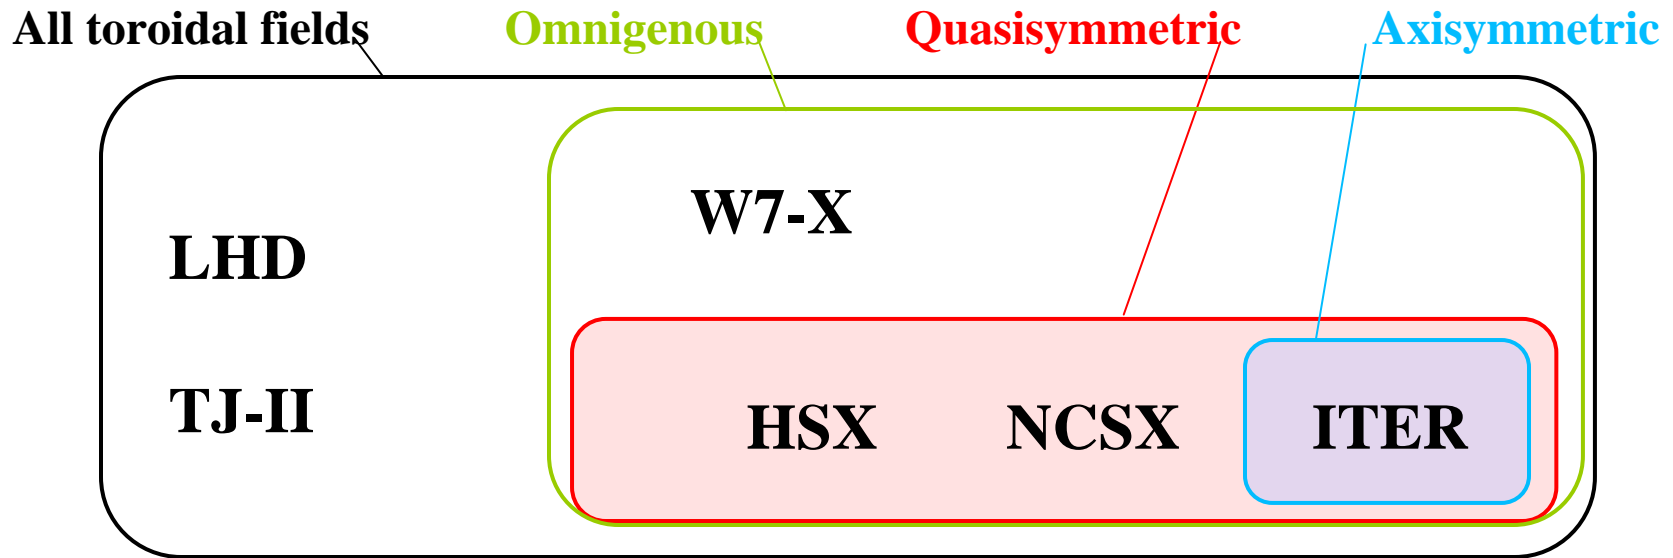 All toroidal fields Omnigenous Quasisymmetric Axisymmetric
W7-X
LHD
TJ-II
HSX NCSX ITER